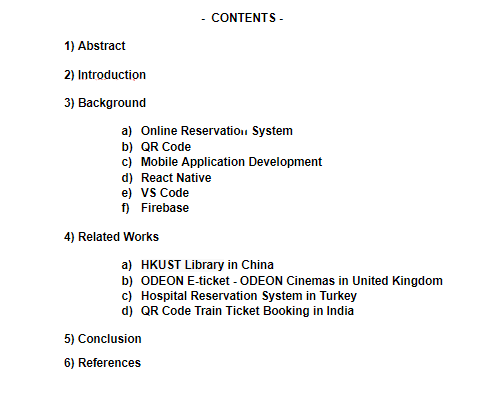 - CONTENTS -
1) Abstract
2) Introduction
3) Background
a) Online Reservation System
b) QR Code
c) Mobile Application Development
d) React Native
e) VS Code
f) Firebase
4) Related Works
a) HKUST Library in China
b) ODEON E-ticket - ODEON Cinemas in United Kingdom
c) Hospital Reservation System in Turkey
d) QR Code Train Ticket Booking in India
5) Conclusion
6) References